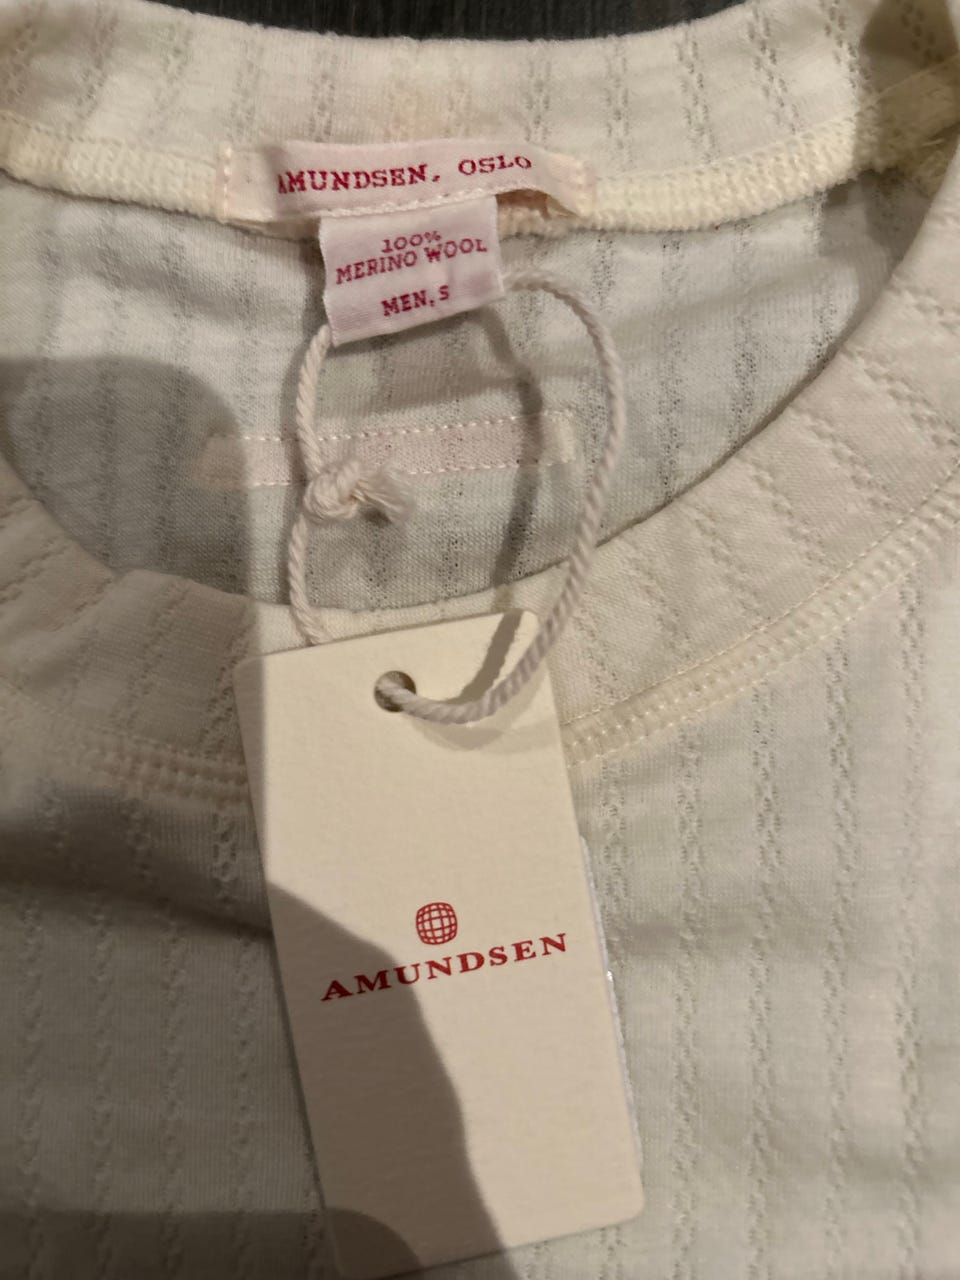 AMUNDSEN, OSLO
100%
MERINO WOOL
MEN, S
AMUNDSEN